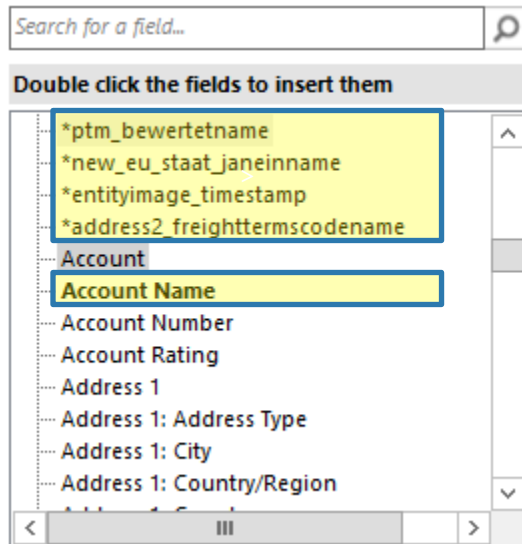 Search for a field...
Double click the fields to insert them
*ptm_bewertetname
*new_eu_staat_janeinname
*entityimage_timestamp
*address2_freighttermscodename
Account
Account Name
Account Number
Account Rating
Address 1
Address 1: Address Type
Address 1: City
Address 1: Country/Region